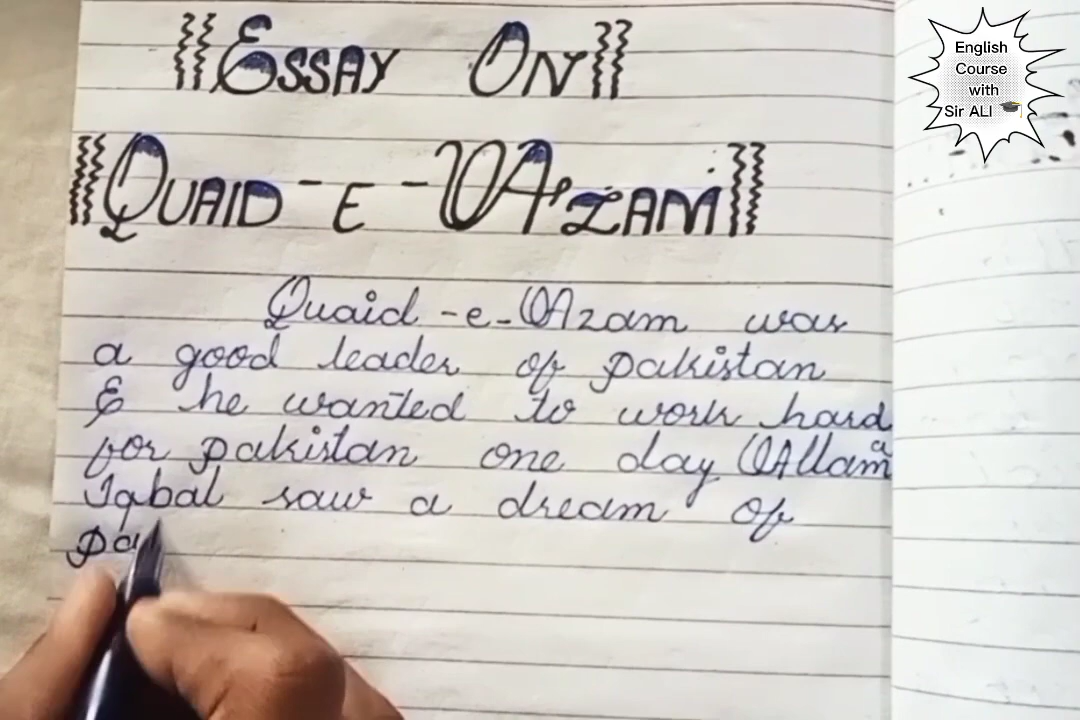 Essay On
Quaid-e-Azam
Quaid-e-Azam was
a good leader of Pakistan
& he wanted to work hard
for Pakistan one day Allama
Iqbal saw a dream of
Pa
English
Course
with
Sir ALI